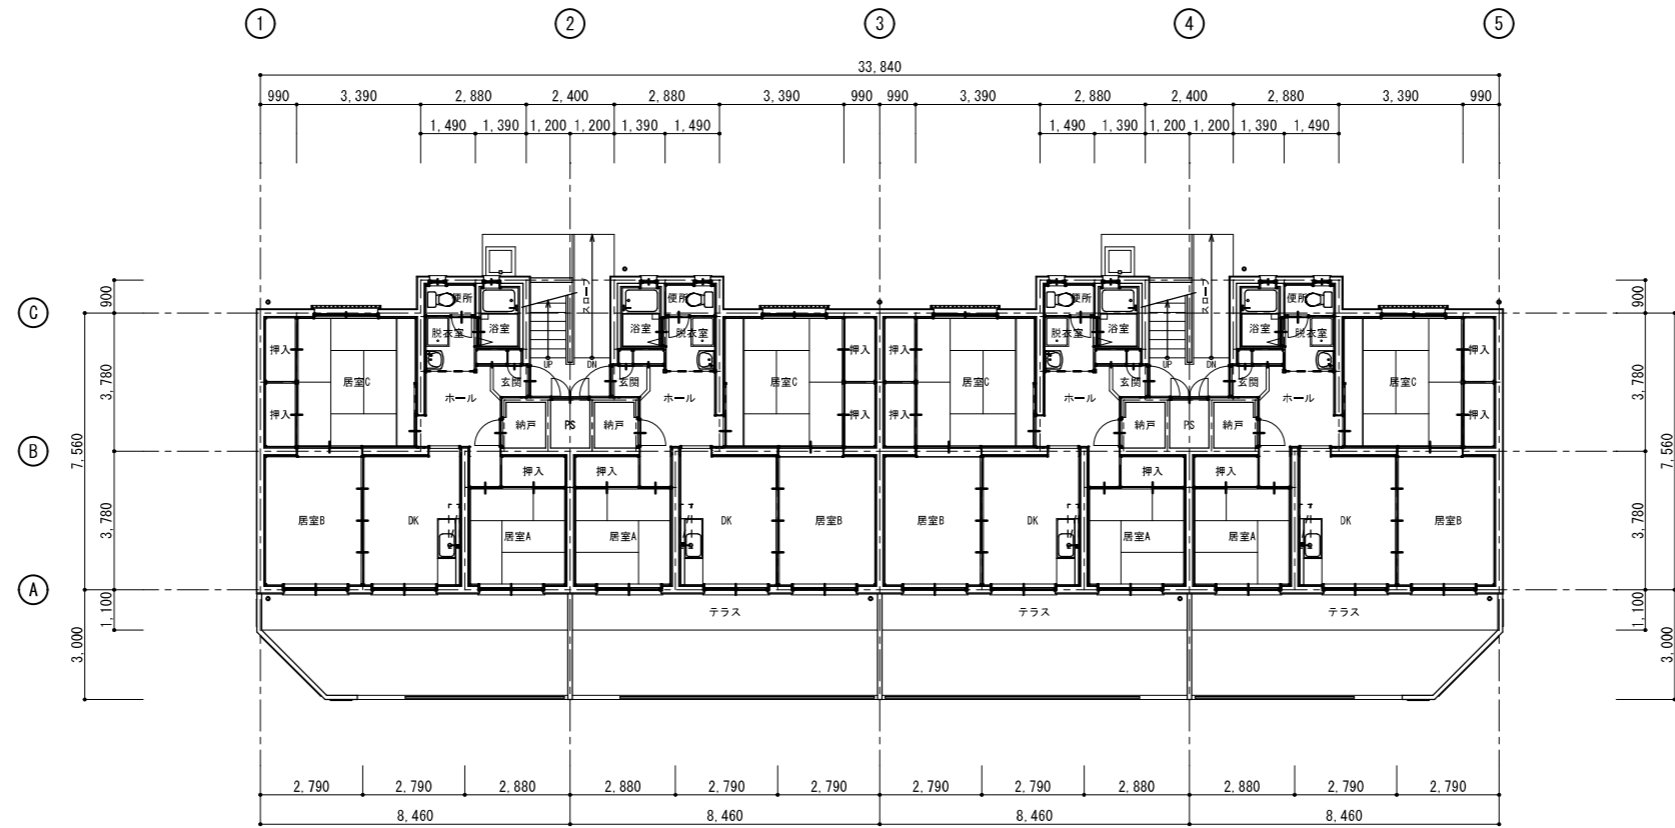 1 2 3 4 5
33,840
990 3,390 2,880 2,400 2,880 3,390 990 990 3,390 2,880 2,400 2,880 3,390 990
1,490 1,390 1,200 1,200 1,390 1,490 1,490 1,390 1,200 1,200 1,390 1,490
900 900
C C
便所 便所 便所 便所
押入 脱衣室 浴室 浴室 脱衣室 押入 押入 脱衣室 浴室 浴室 脱衣室 押入
UP DN UP DN
居室C 玄関 玄関 居室C 居室C 玄関 玄関 居室C
3,780 3,780
ホール ホール ホール ホール
押入 納戸 PS 納戸 押入 押入 納戸 PS 納戸 押入
B
7,560 7,560
押入 押入 押入 押入
居室B DK DK 居室B 居室B DK DK 居室B
居室A 居室A 居室A 居室A
3,780 3,780
A
テラス テラス テラス
1,100 1,100
3,000 3,000
2,790 2,790 2,880 2,880 2,790 2,790 2,790 2,790 2,880 2,880 2,790 2,790
8,460 8,460 8,460 8,460